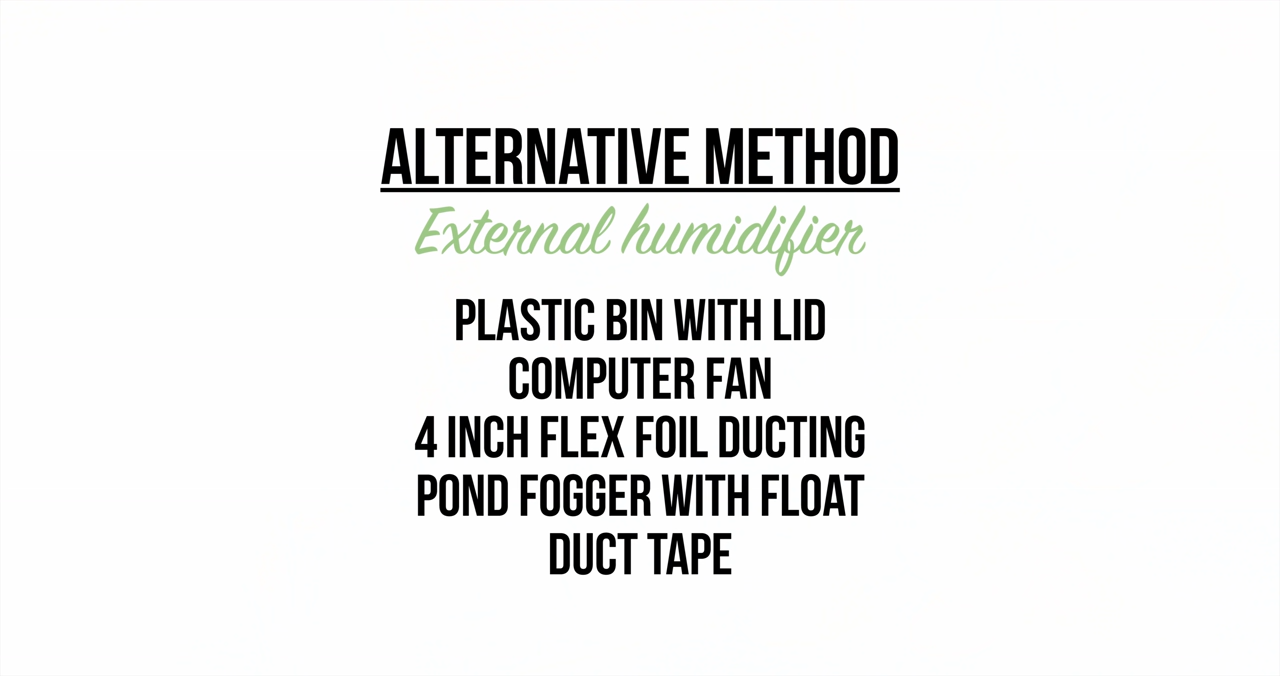 ALTERNATIVE METHOD
External humidifier
PLASTIC BIN WITH LID
COMPUTER FAN
4 INCH FLEX FOIL DUCTING
POND FOGGER WITH FLOAT
DUCT TAPE